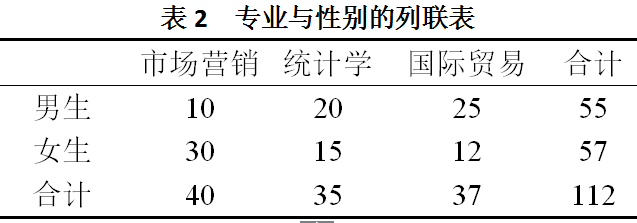 表 2 专业与性别的列联表
市场营销 统计学 国际贸易 合计
男生 10 20 25 55
女生 30 15 12 57
合计 40 35 37 112